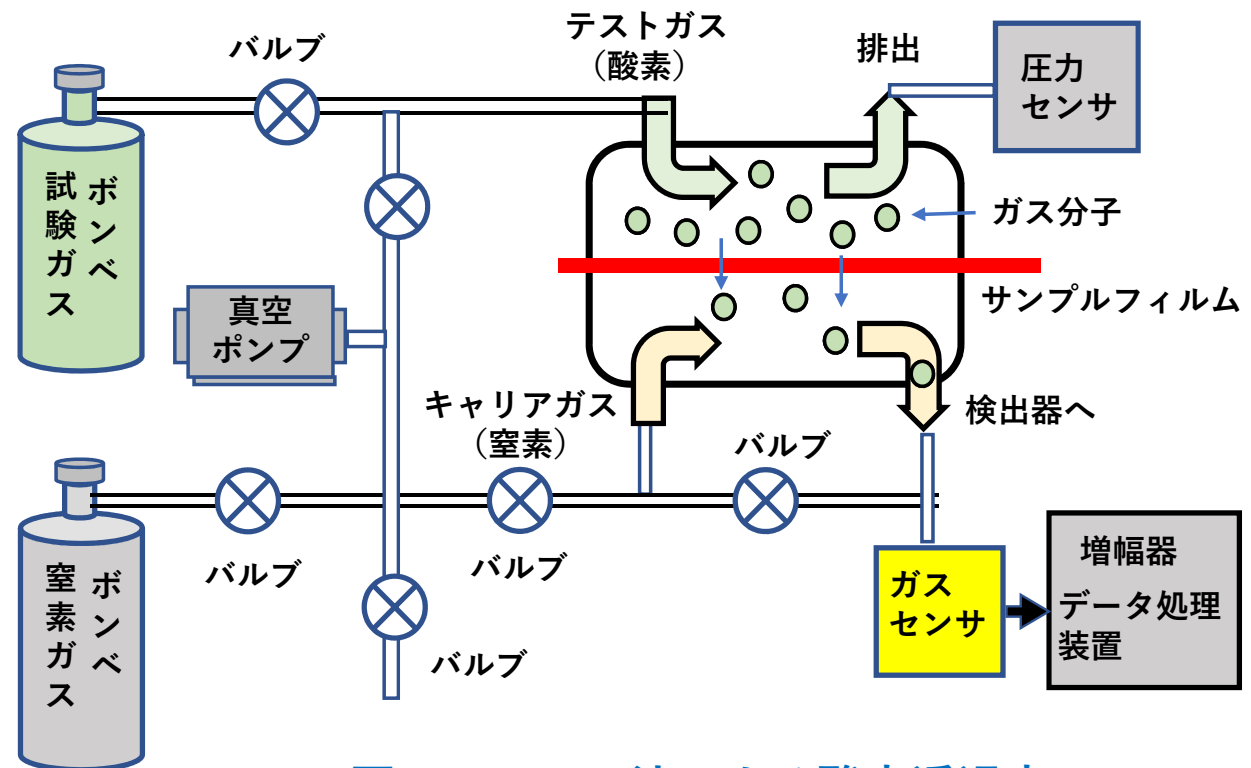 バルブ
テストガス
（酸素）
排出
圧力
センサ
試験ガス
ボンベ
ガス分子
サンプルフィルム
真空
ポンプ
キャリアガス
（窒素）
検出器へ
バルブ
バルブ
バルブ
バルブ
窒素ガス
ボンベ
ガス
センサ
増幅器
データ処理
装置